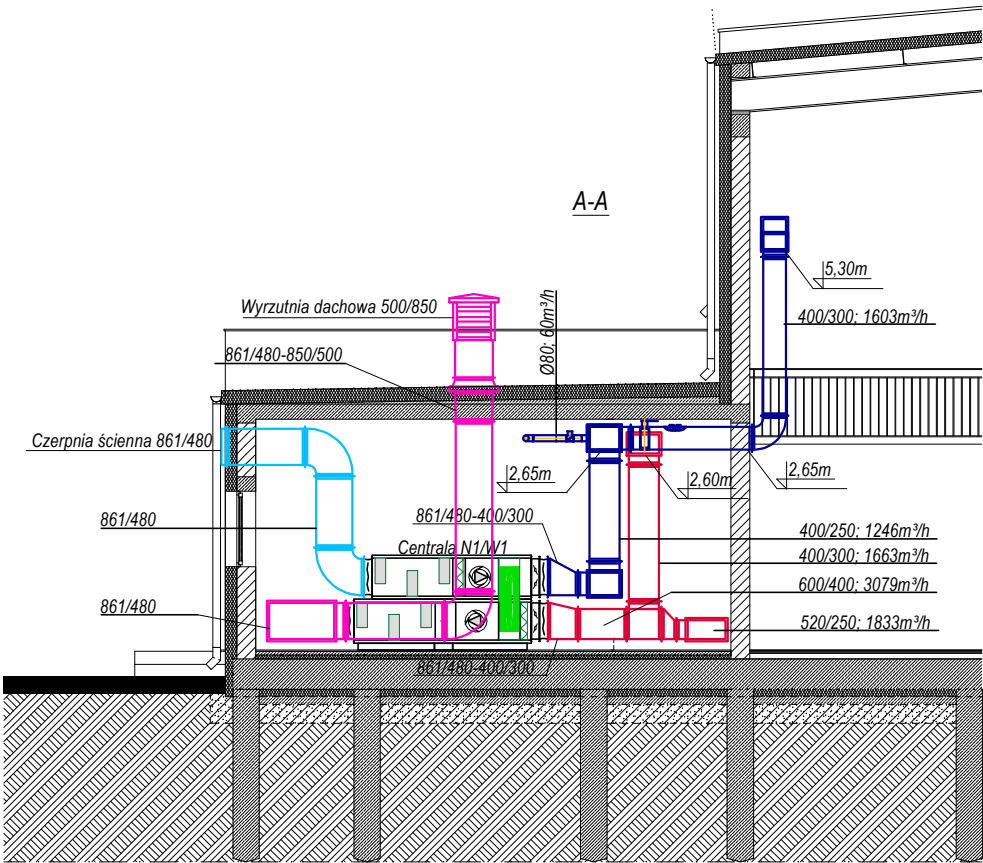 A-A
5,30m
Wyrzutnia dachowa 500/850
400/300; 1603m³/h
Ø80; 60m³/h
861/480-850/500
Czerpnia ścienna 861/480
2,65m
2,60m
2,65m
861/480
861/480-400/300
400/250; 1246m³/h
Centrala N1/W1
400/300; 1663m³/h
600/400; 3079m³/h
861/480
520/250; 1833m³/h
861/480-400/300